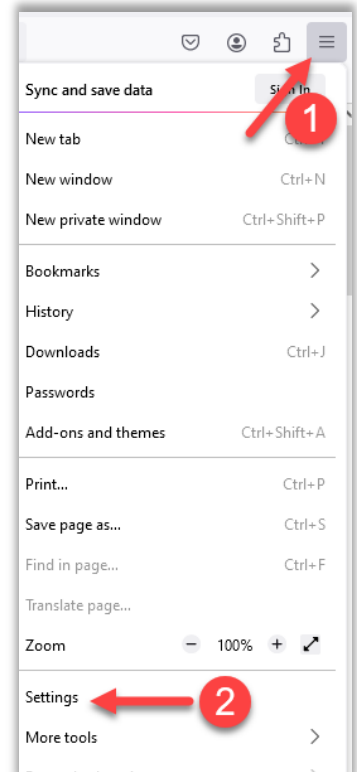 Sync and save data Sign In
1
New tab
New window Ctrl+N
New private window Ctrl+Shift+P
Bookmarks
History
Downloads Ctrl+J
Passwords
Add-ons and themes Ctrl+Shift+A
Print... Ctrl+P
Save page as... Ctrl+S
Find in page... Ctrl+F
Translate page...
Zoom − 100% +
Settings 2
More tools